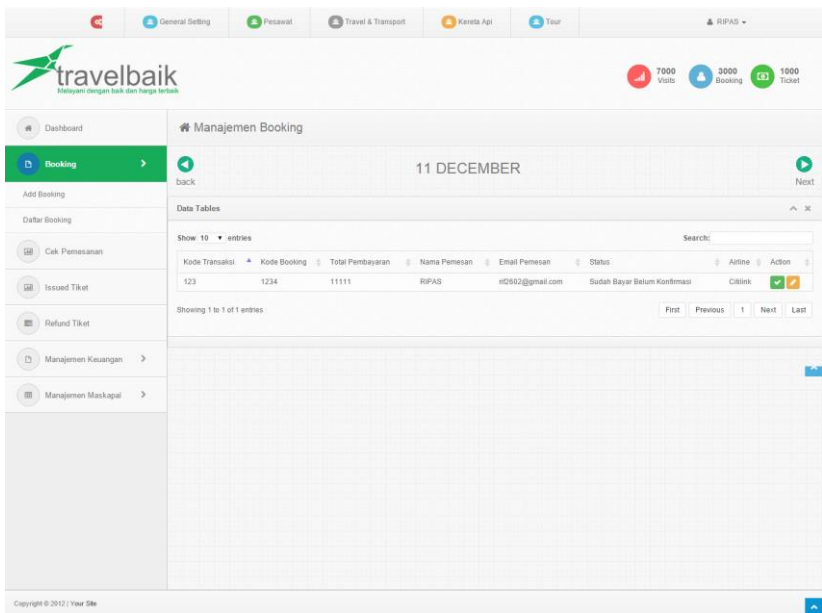 General Setting Pesawat Travel & Transport Kereta Api Tour RIPAS
travelbaik
Melayani dengan baik dan harga terbaik
7000 Visits 3000 Booking 1000 Ticket
Dashboard
Manajemen Booking
Booking
back
11 DECEMBER
Next
Add Booking
Daftar Booking
Data Tables
Show 10 entries Search:
Kode Transaksi Kode Booking Total Pembayaran Nama Pemesan Email Pemesan Status Airline Action
123 1234 11111 RIPAS @gmail.com Sudah Bayar Belum Konfirmasi Citilink
Showing 1 to 1 of 1 entries First Previous 1 Next Last
Cek Pemesanan
Issued Tiket
Refund Tiket
Manajemen Keuangan
Manajemen Maskapai
Copyright © 2012 | Your Site